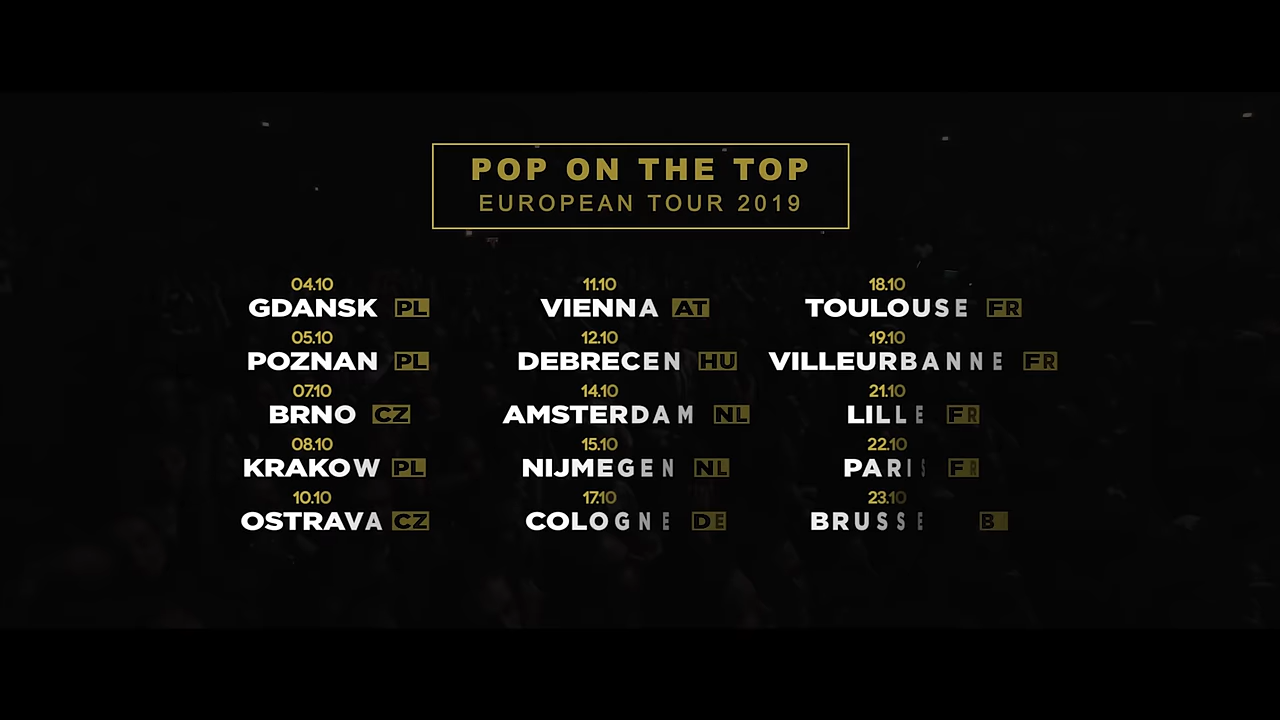 POP ON THE TOP
EUROPEAN TOUR 2019
04.10
GDANSK PL
05.10
POZNAN PL
07.10
BRNO CZ
08.10
KRAKOW PL
10.10
OSTRAVA CZ
11.10
VIENNA AT
12.10
DEBRECEN HU
14.10
AMSTERDAM NL
15.10
NIJMEGEN NL
17.10
COLOGNE DE
18.10
TOULOUSE FR
19.10
VILLEURBANNE FR
21.10
LILLE FR
22.10
PARIS FR
23.10
BRUSSE B